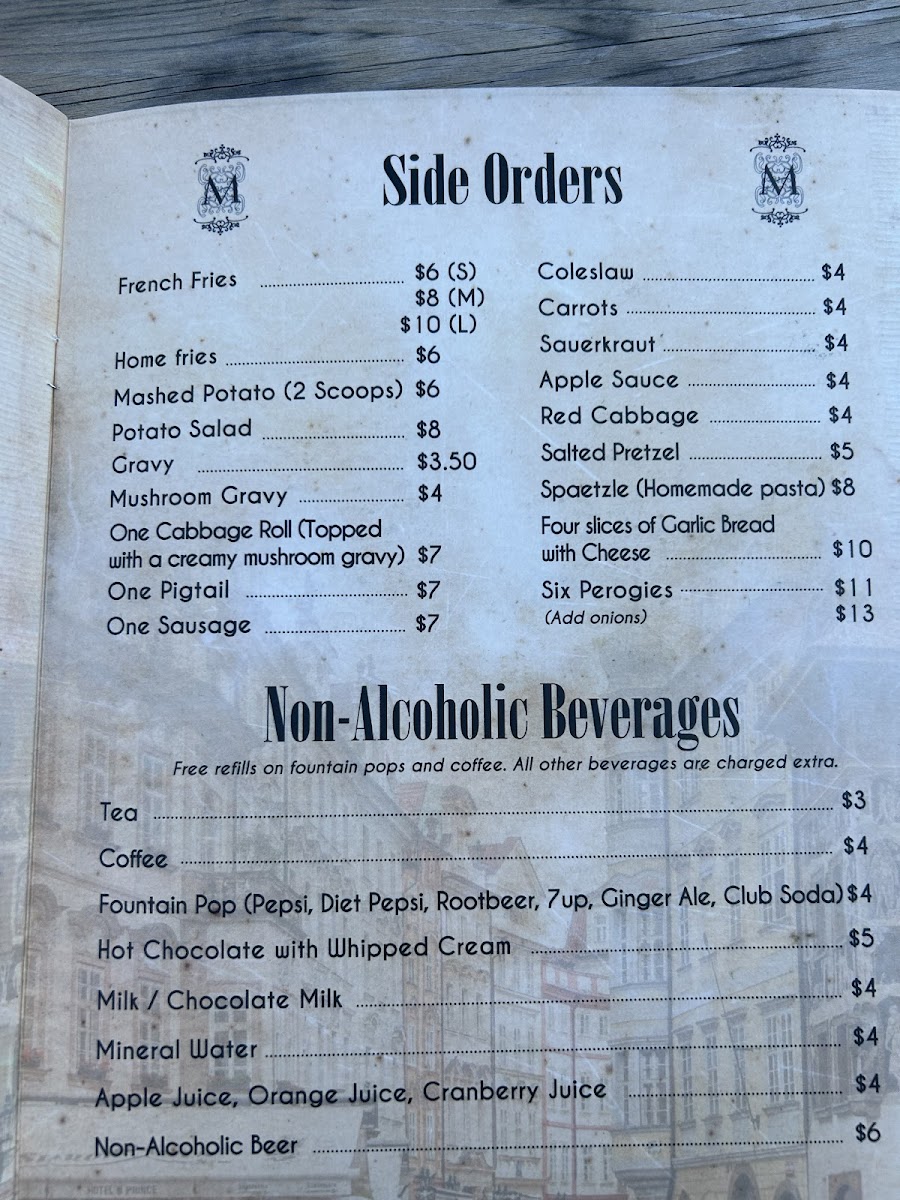 M
Side Orders
M
French Fries $6 (S)
$8 (M)
$10 (L)
Home fries $6
Mashed Potato (2 Scoops) $6
Potato Salad $8
Gravy $3.50
Mushroom Gravy $4
One Cabbage Roll (Topped
with a creamy mushroom gravy) $7
One Pigtail $7
One Sausage $7
Coleslaw $4
Carrots $4
Sauerkraut $4
Apple Sauce $4
Red Cabbage $4
Salted Pretzel $5
Spaetzle (Homemade pasta) $8
Four slices of Garlic Bread
with Cheese $10
Six Perogies $11
(Add onions) $13
Non-Alcoholic Beverages
Free refills on fountain pops and coffee. All other beverages are charged extra.
Tea $3
Coffee $4
Fountain Pop (Pepsi, Diet Pepsi, Rootbeer, 7up, Ginger Ale, Club Soda) $4
Hot Chocolate with Whipped Cream $5
Milk / Chocolate Milk $4
Mineral Water $4
Apple Juice, Orange Juice, Cranberry Juice $4
Non-Alcoholic Beer $6